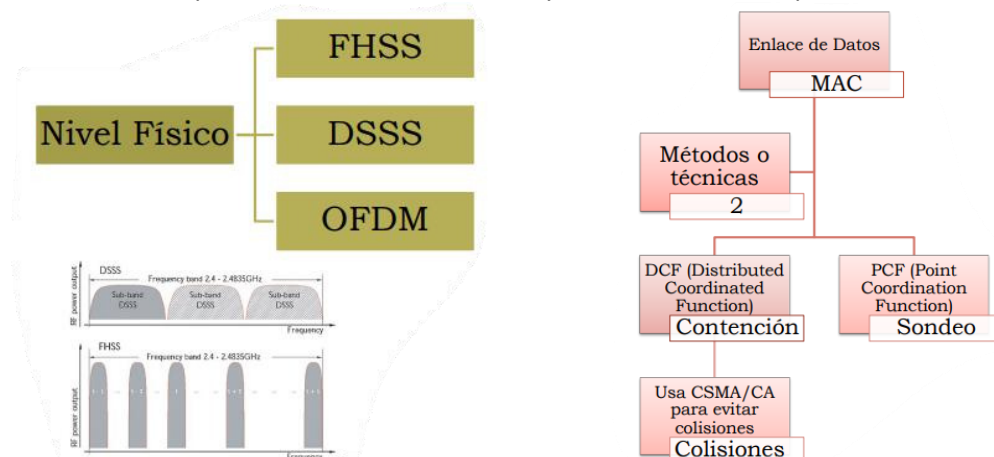 Nivel Físico
FHSS
DSSS
OFDM
DSSS
Frequency band 2.4 - 2.4835GHz
RF power output
Sub-band
DSSS
Sub-band
DSSS
Sub-band
DSSS
Frequency
FHSS
Frequency band 2.4 - 2.4835GHz
RF power output
Frequency
Enlace de Datos
MAC
Métodos o
técnicas
2
DCF (Distributed
Coordinated
Function)
Contención
PCF (Point
Coordination
Function)
Sondeo
Usa CSMA/CA
para evitar
colisiones
Colisiones